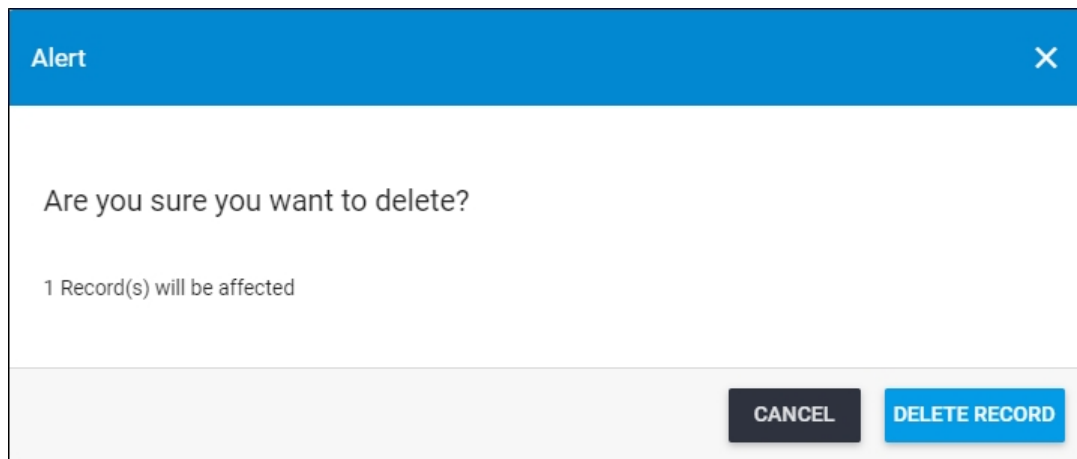 Alert
Are you sure you want to delete?
1 Record(s) will be affected
CANCEL DELETE RECORD